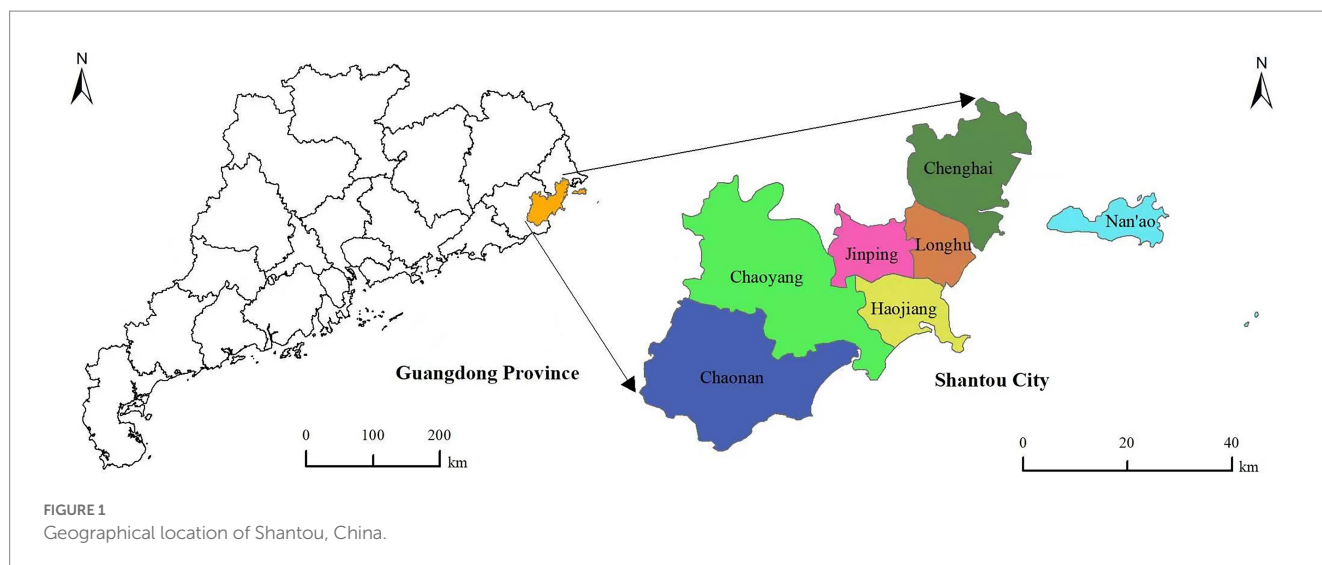 N
N
Chenghai
Nan'ao
Longhu
Jinping
Chaoyang
Haojiang
Guangdong Province
Chaonan
Shantou City
0 100 200
km
0 20 40
km
FIGURE 1
Geographical location of Shantou, China.